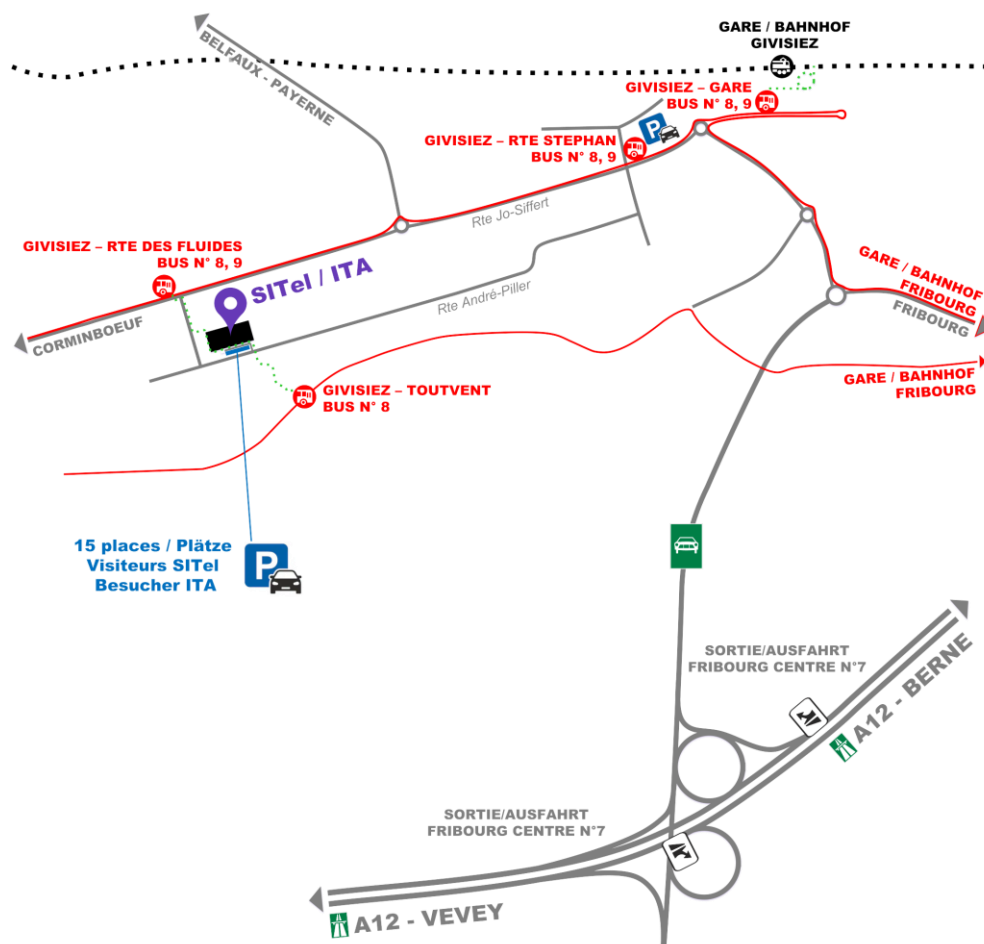 GARE / BAHNHOF
GIVISIEZ
BELFAUX - PAYERNE
GIVISIEZ – GARE
BUS N° 8, 9
P
GIVISIEZ – RTE STEPHAN
BUS N° 8, 9
Rte Jo-Siffert
GIVISIEZ – RTE DES FLUIDES
BUS N° 8, 9
SITel / ITA
Rte André-Piller
GARE / BAHNHOF
FRIBOURG
FRIBOURG
CORMINBOEUF
GARE / BAHNHOF
FRIBOURG
GIVISIEZ – TOUTVENT
BUS N° 8
15 places / Plätze
Visiteurs SITel
Besucher ITA
P
SORTIE/AUSFAHRT
FRIBOURG CENTRE N°7
A12 - BERNE
SORTIE/AUSFAHRT
FRIBOURG CENTRE N°7
A12 - VEVEY